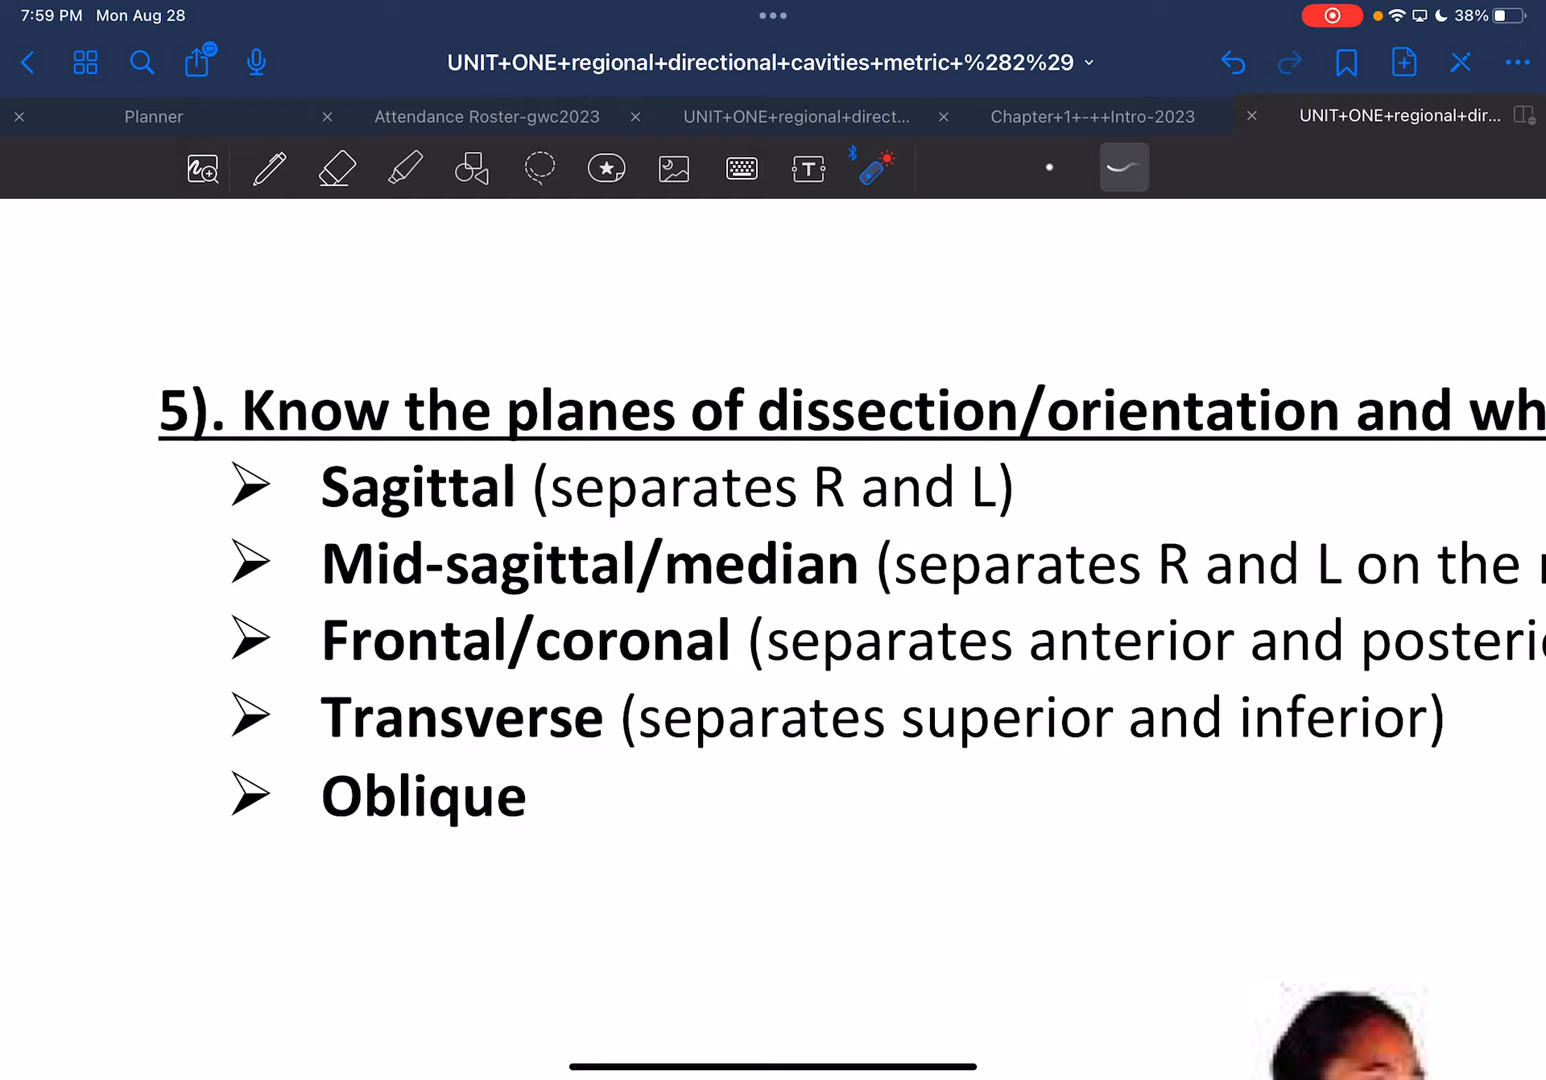 7:59 PM Mon Aug 28
38%
UNIT+ONE+regional+directional+cavities+metric+%282%29
Planner
Attendance Roster-gwc2023
UNIT+ONE+regional+direct...
Chapter+1+-++Intro-2023
UNIT+ONE+regional+dir...
T
5). Know the planes of dissection/orientation and wh
➢ Sagittal (separates R and L)
➢ Mid-sagittal/median (separates R and L on the
➢ Frontal/coronal (separates anterior and posteri
➢ Transverse (separates superior and inferior)
➢ Oblique